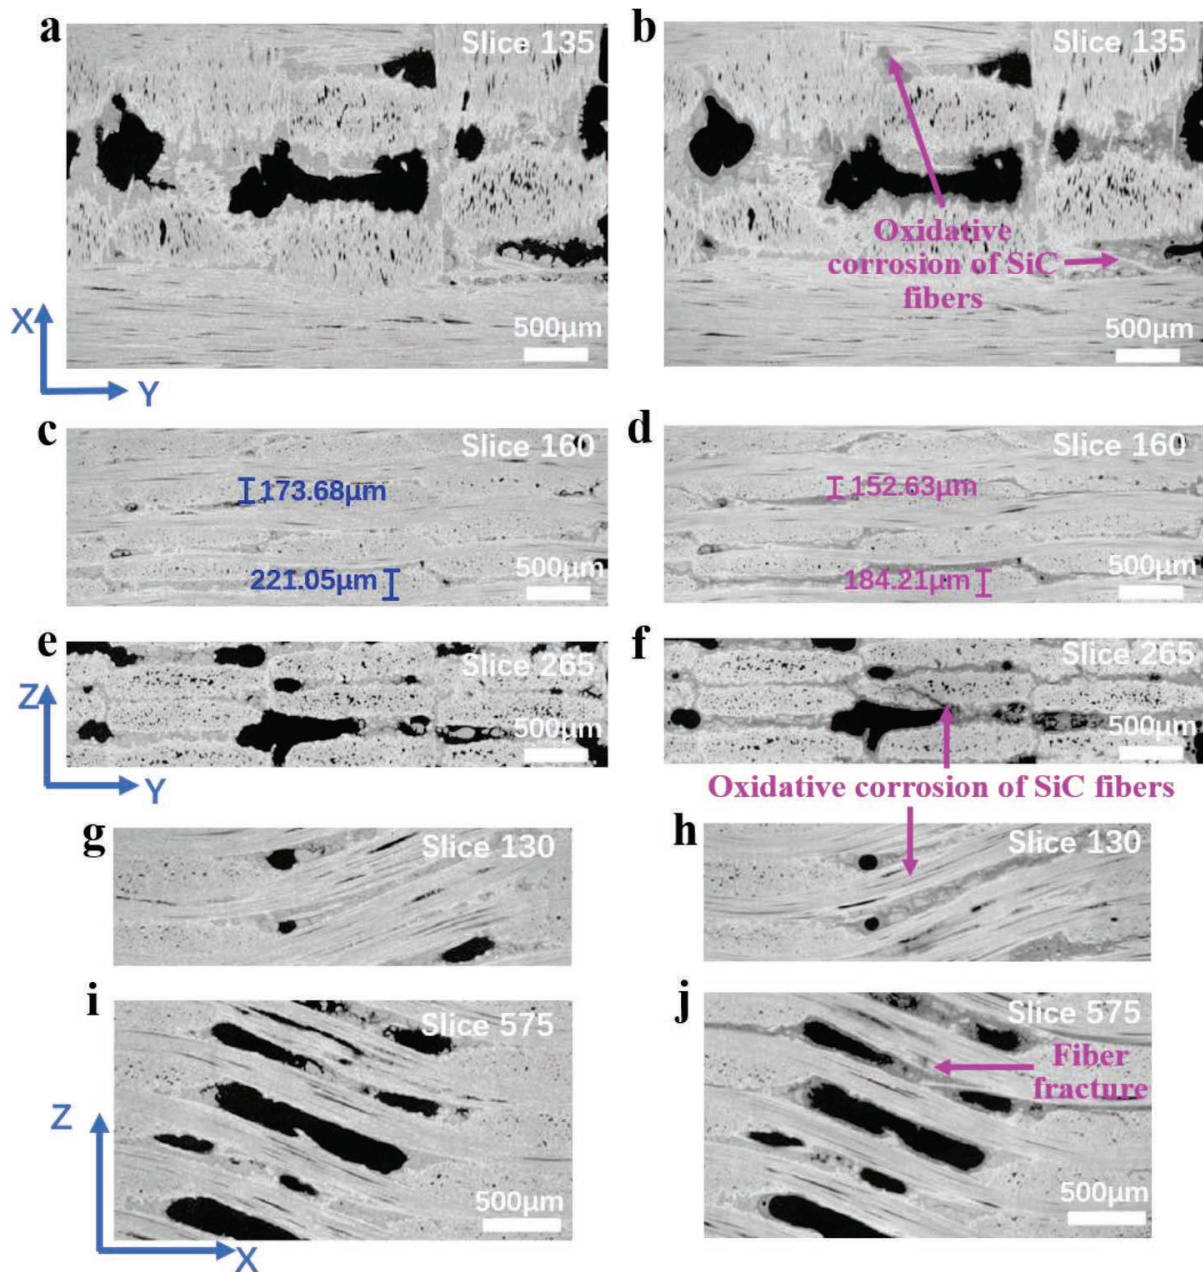 a
Slice 135
b
Slice 135
Oxidative
corrosion of SiC
fibers
X
Y
500μm
500μm
c
Slice 160
173.68μm
221.05μm
500μm
d
Slice 160
152.63μm
184.21μm
500μm
e
Slice 265
500μm
f
Slice 265
500μm
Z
Y
Oxidative corrosion of SiC fibers
g
Slice 130
h
Slice 130
i
Slice 575
500μm
j
Slice 575
Fiber
fracture
500μm
Z
X